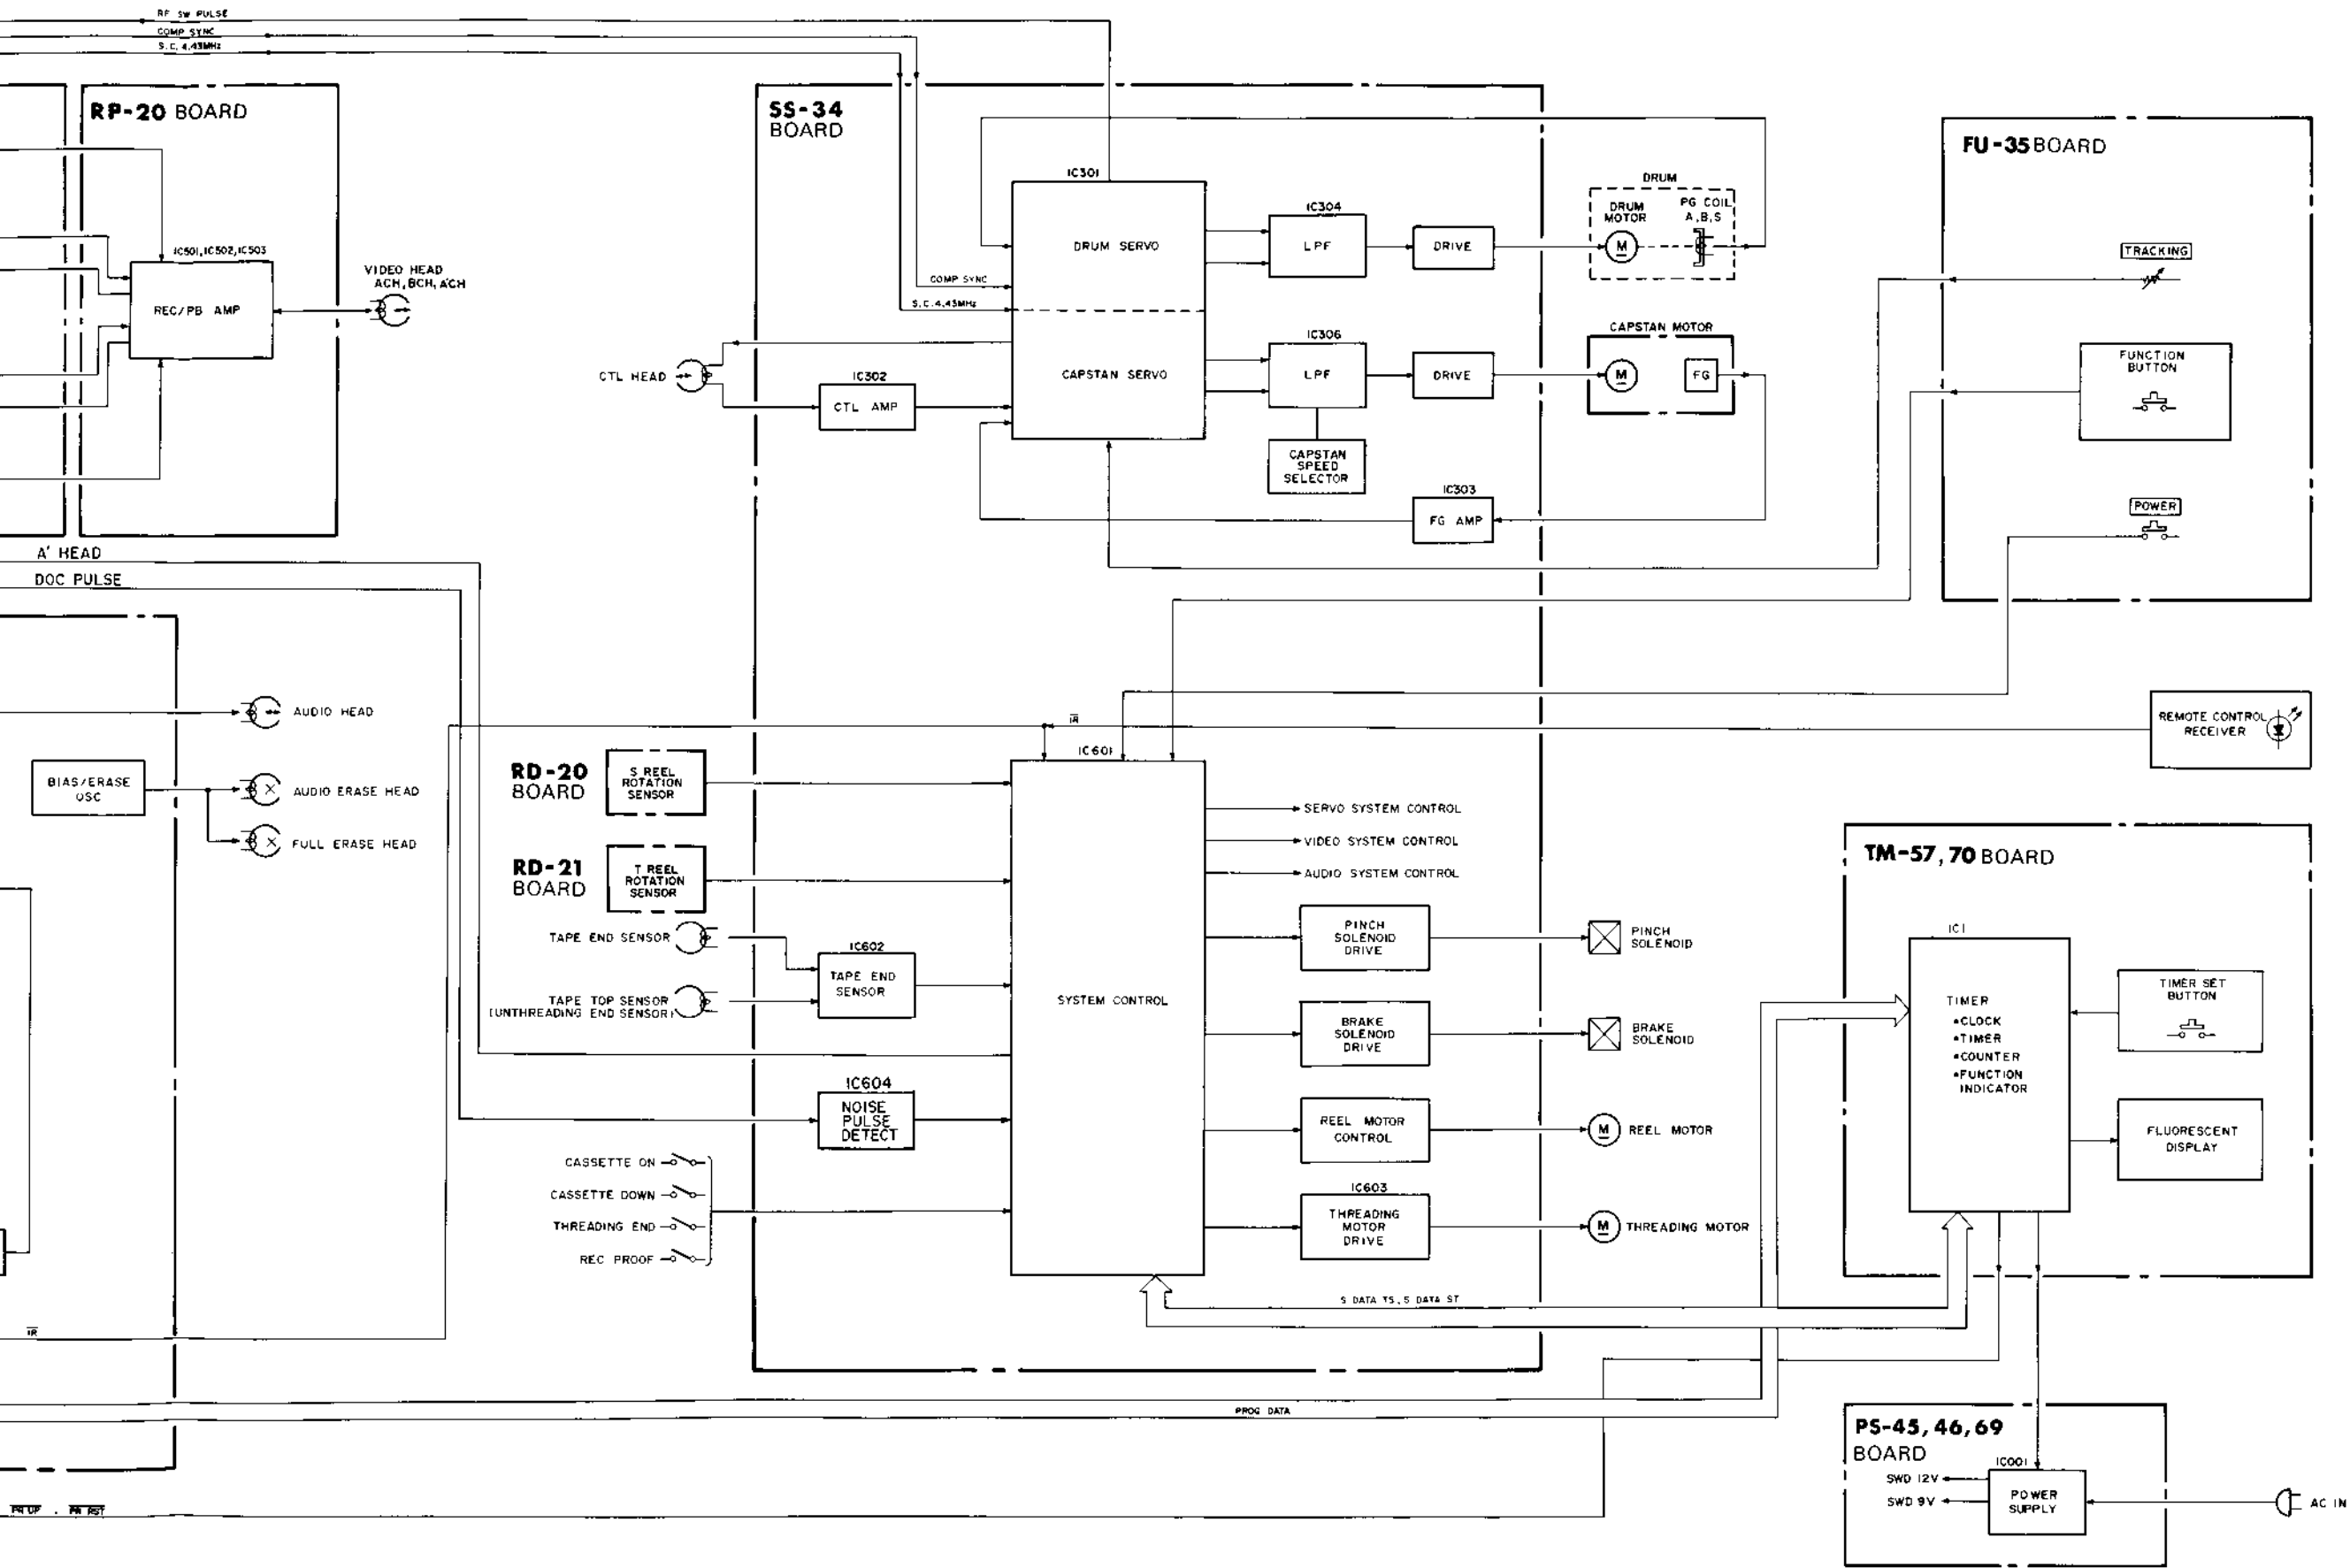 RF SW PULSE
COMP SYNC
S.C. 4.43MHz
RP-20 BOARD
IC501, IC502, IC503
REC/PB AMP
VIDEO HEAD
ACH, BCH, A'CH
A' HEAD
DOC PULSE
SS-34
BOARD
IC301
DRUM SERVO
COMP SYNC
S.C. 4.43MHz
CAPSTAN SERVO
CTL HEAD
IC302
CTL AMP
IC304
LPF
DRIVE
IC306
LPF
DRIVE
CAPSTAN
SPEED
SELECTOR
IC303
FG AMP
DRUM
DRUM
MOTOR
PG COIL
A, B, S
M
CAPSTAN MOTOR
M
FG
FU-35 BOARD
TRACKING
FUNCTION
BUTTON
POWER
AUDIO HEAD
BIAS/ERASE
OSC
AUDIO ERASE HEAD
FULL ERASE HEAD
IR
REMOTE CONTROL
RECEIVER
RD-20
BOARD
S REEL
ROTATION
SENSOR
RD-21
BOARD
T REEL
ROTATION
SENSOR
TAPE END SENSOR
TAPE TOP SENSOR
(UNTHREADING END SENSOR)
IC602
TAPE END
SENSOR
IC604
NOISE
PULSE
DETECT
CASSETTE ON
CASSETTE DOWN
THREADING END
REC PROOF
IC601
SYSTEM CONTROL
SERVO SYSTEM CONTROL
VIDEO SYSTEM CONTROL
AUDIO SYSTEM CONTROL
PINCH
SOLENOID
DRIVE
PINCH
SOLENOID
BRAKE
SOLENOID
DRIVE
BRAKE
SOLENOID
REEL MOTOR
CONTROL
M
REEL MOTOR
IC603
THREADING
MOTOR
DRIVE
M
THREADING MOTOR
S DATA TS, S DATA ST
TM-57, 70 BOARD
IC1
TIMER
•CLOCK
•TIMER
•COUNTER
•FUNCTION
INDICATOR
TIMER SET
BUTTON
FLUORESCENT
DISPLAY
IR
PROG DATA
PS-45, 46, 69
BOARD
IC001
SWD 12V
SWD 9V
POWER
SUPPLY
AC IN